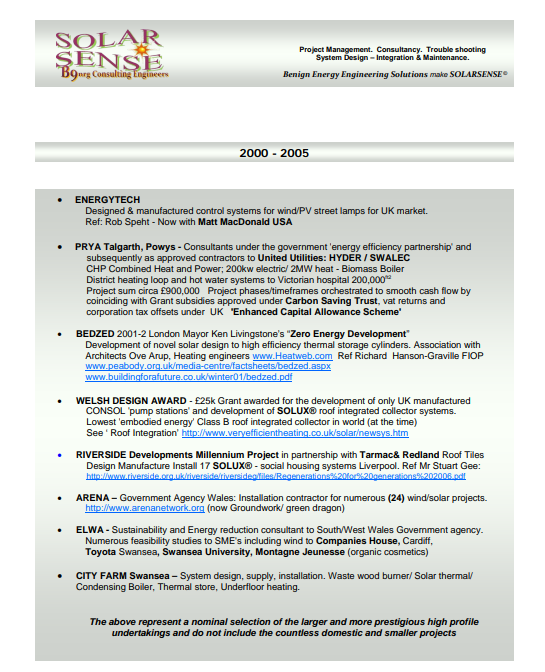 SOLAR
SENSE
B9nrg Consulting Engineers
Project Management. Consultancy. Trouble shooting
System Design – Integration & Maintenance.
Benign Energy Engineering Solutions make SOLARSENSE®
2000 - 2005
• ENERGYTECH
Designed & manufactured control systems for wind/PV street lamps for UK market.
Ref: Rob Speht - Now with Matt MacDonald USA
• PRYA Talgarth, Powys - Consultants under the government 'energy efficiency partnership' and
subsequently as approved contractors to United Utilities: HYDER / SWALEC
CHP Combined Heat and Power; 200kw electric/ 2MW heat - Biomass Boiler
District heating loop and hot water systems to Victorian hospital 200,000
Project sum circa £900,000 Project phases/timeframes orchestrated to smooth cash flow by
coinciding with Grant subsidies approved under Carbon Saving Trust, vat returns and
corporation tax offsets under UK 'Enhanced Capital Allowance Scheme'
• BEDZED 2001-2 London Mayor Ken Livingstone's "Zero Energy Development"
Development of novel solar design to high efficiency thermal storage cylinders. Association with
Architects Ove Arup, Heating engineers www.Heatweb.com Ref Richard Hanson-Graville FIOP
www.peabody.org.uk/media-centre/factsheets/bedzed.aspx
www.buildingforafuture.co.uk/winter01/bedzed.pdf
• WELSH DESIGN AWARD - £25k Grant awarded for the development of only UK manufactured
CONSOL 'pump stations' and development of SOLUX® roof integrated collector systems.
Lowest 'embodied energy' Class B roof integrated collector in world (at the time)
See ' Roof Integration' http://www.veryefficientheating.co.uk/solar/newsys.htm
• RIVERSIDE Developments Millennium Project in partnership with Tarmac& Redland Roof Tiles
Design Manufacture Install 17 SOLUX® - social housing systems Liverpool. Ref Mr Stuart Gee:
http://www.riverside.org.uk/riverside/riversideg/files/Regenerations%20for%20generations%202006.pdf
• ARENA – Government Agency Wales: Installation contractor for numerous (24) wind/solar projects.
http://www.arenanetwork.org (now Groundwork/ green dragon)
• ELWA - Sustainability and Energy reduction consultant to South/West Wales Government agency.
Numerous feasibility studies to SME's including wind to Companies House, Cardiff,
Toyota Swansea, Swansea University, Montagne Jeunesse (organic cosmetics)
• CITY FARM Swansea – System design, supply, installation. Waste wood burner/ Solar thermal/
Condensing Boiler, Thermal store, Underfloor heating.
The above represent a nominal selection of the larger and more prestigious high profile
undertakings and do not include the countless domestic and smaller projects